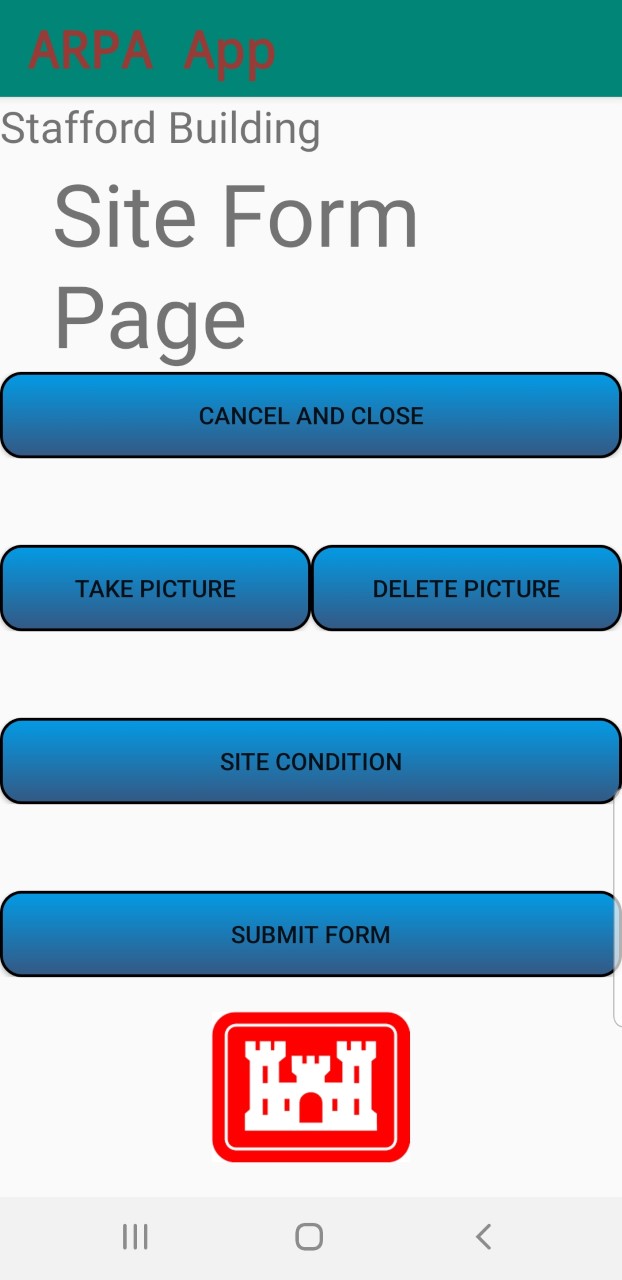 ARPA App
Stafford Building
Site Form
Page
CANCEL AND CLOSE
TAKE PICTURE
DELETE PICTURE
SITE CONDITION
SUBMIT FORM